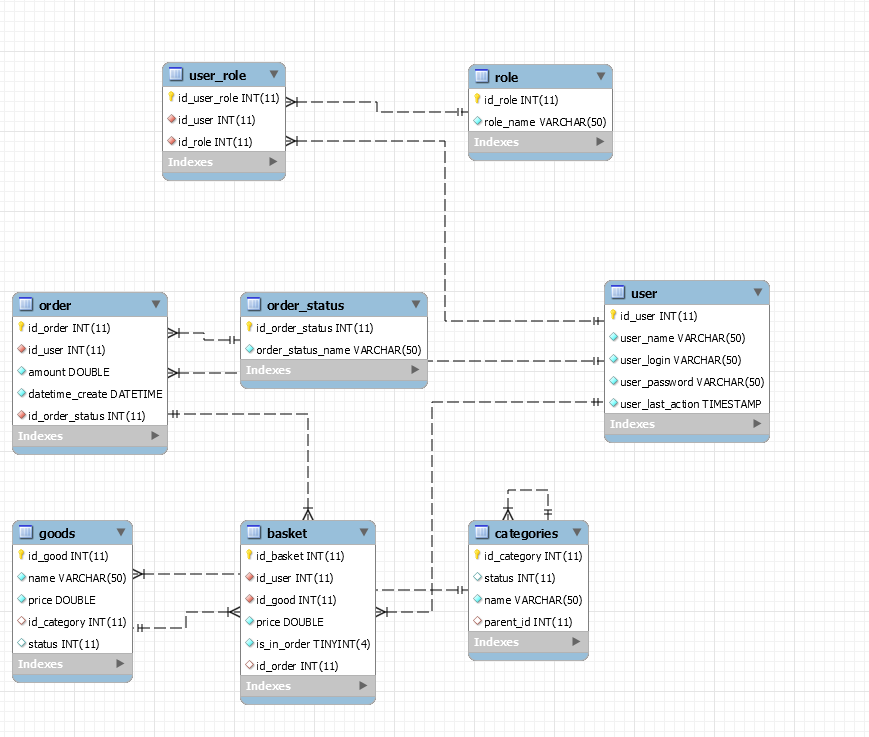 user_role
id_user_role INT(11)
id_user INT(11)
id_role INT(11)
Indexes
role
id_role INT(11)
role_name VARCHAR(50)
Indexes
order
id_order INT(11)
id_user INT(11)
amount DOUBLE
datetime_create DATETIME
id_order_status INT(11)
Indexes
order_status
id_order_status INT(11)
order_status_name VARCHAR(50)
Indexes
user
id_user INT(11)
user_name VARCHAR(50)
user_login VARCHAR(50)
user_password VARCHAR(50)
user_last_action TIMESTAMP
Indexes
goods
id_good INT(11)
name VARCHAR(50)
price DOUBLE
id_category INT(11)
status INT(11)
Indexes
basket
id_basket INT(11)
id_user INT(11)
id_good INT(11)
price DOUBLE
is_in_order TINYINT(4)
id_order INT(11)
Indexes
categories
id_category INT(11)
status INT(11)
name VARCHAR(50)
parent_id INT(11)
Indexes